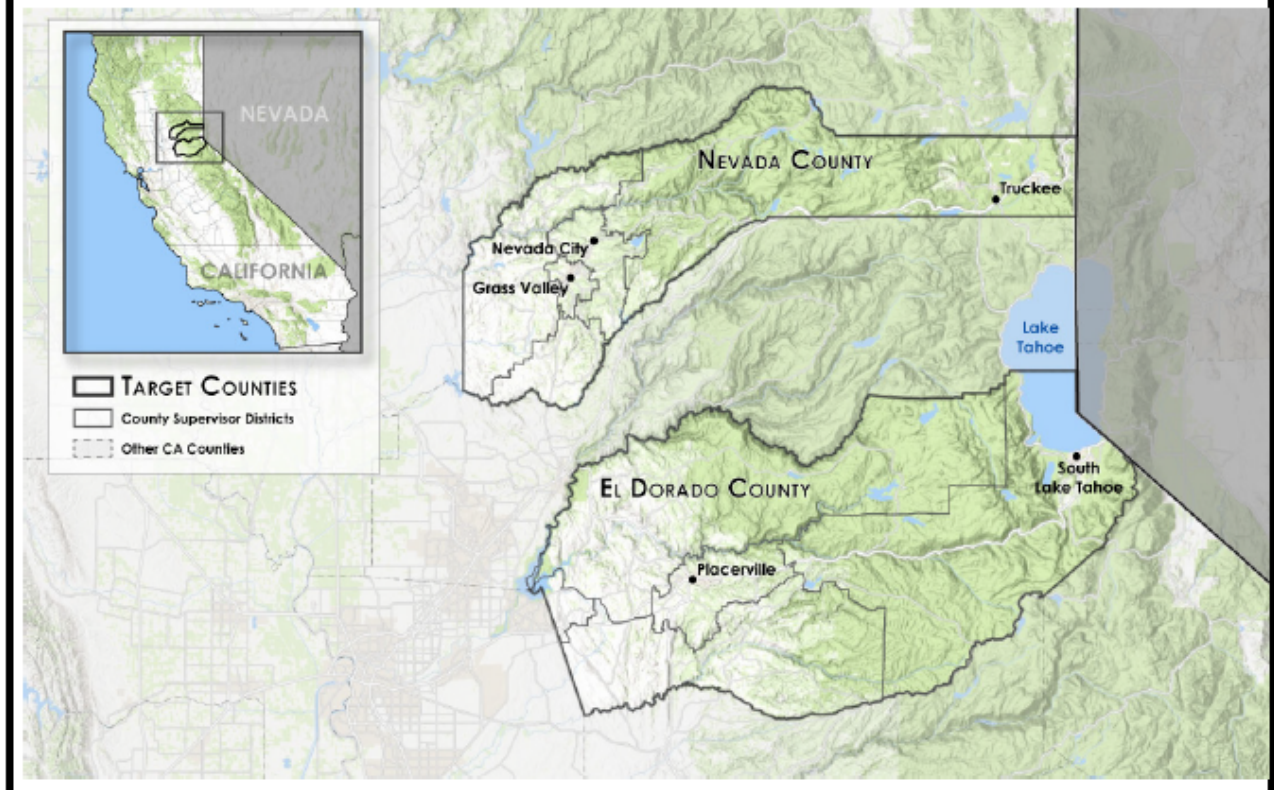 NEVADA
CALIFORNIA
TARGET COUNTIES
County Supervisor Districts
Other CA Counties
NEVADA COUNTY
Truckee
Nevada City
Grass Valley
Lake
Tahoe
EL DORADO COUNTY
South
Lake Tahoe
Placerville